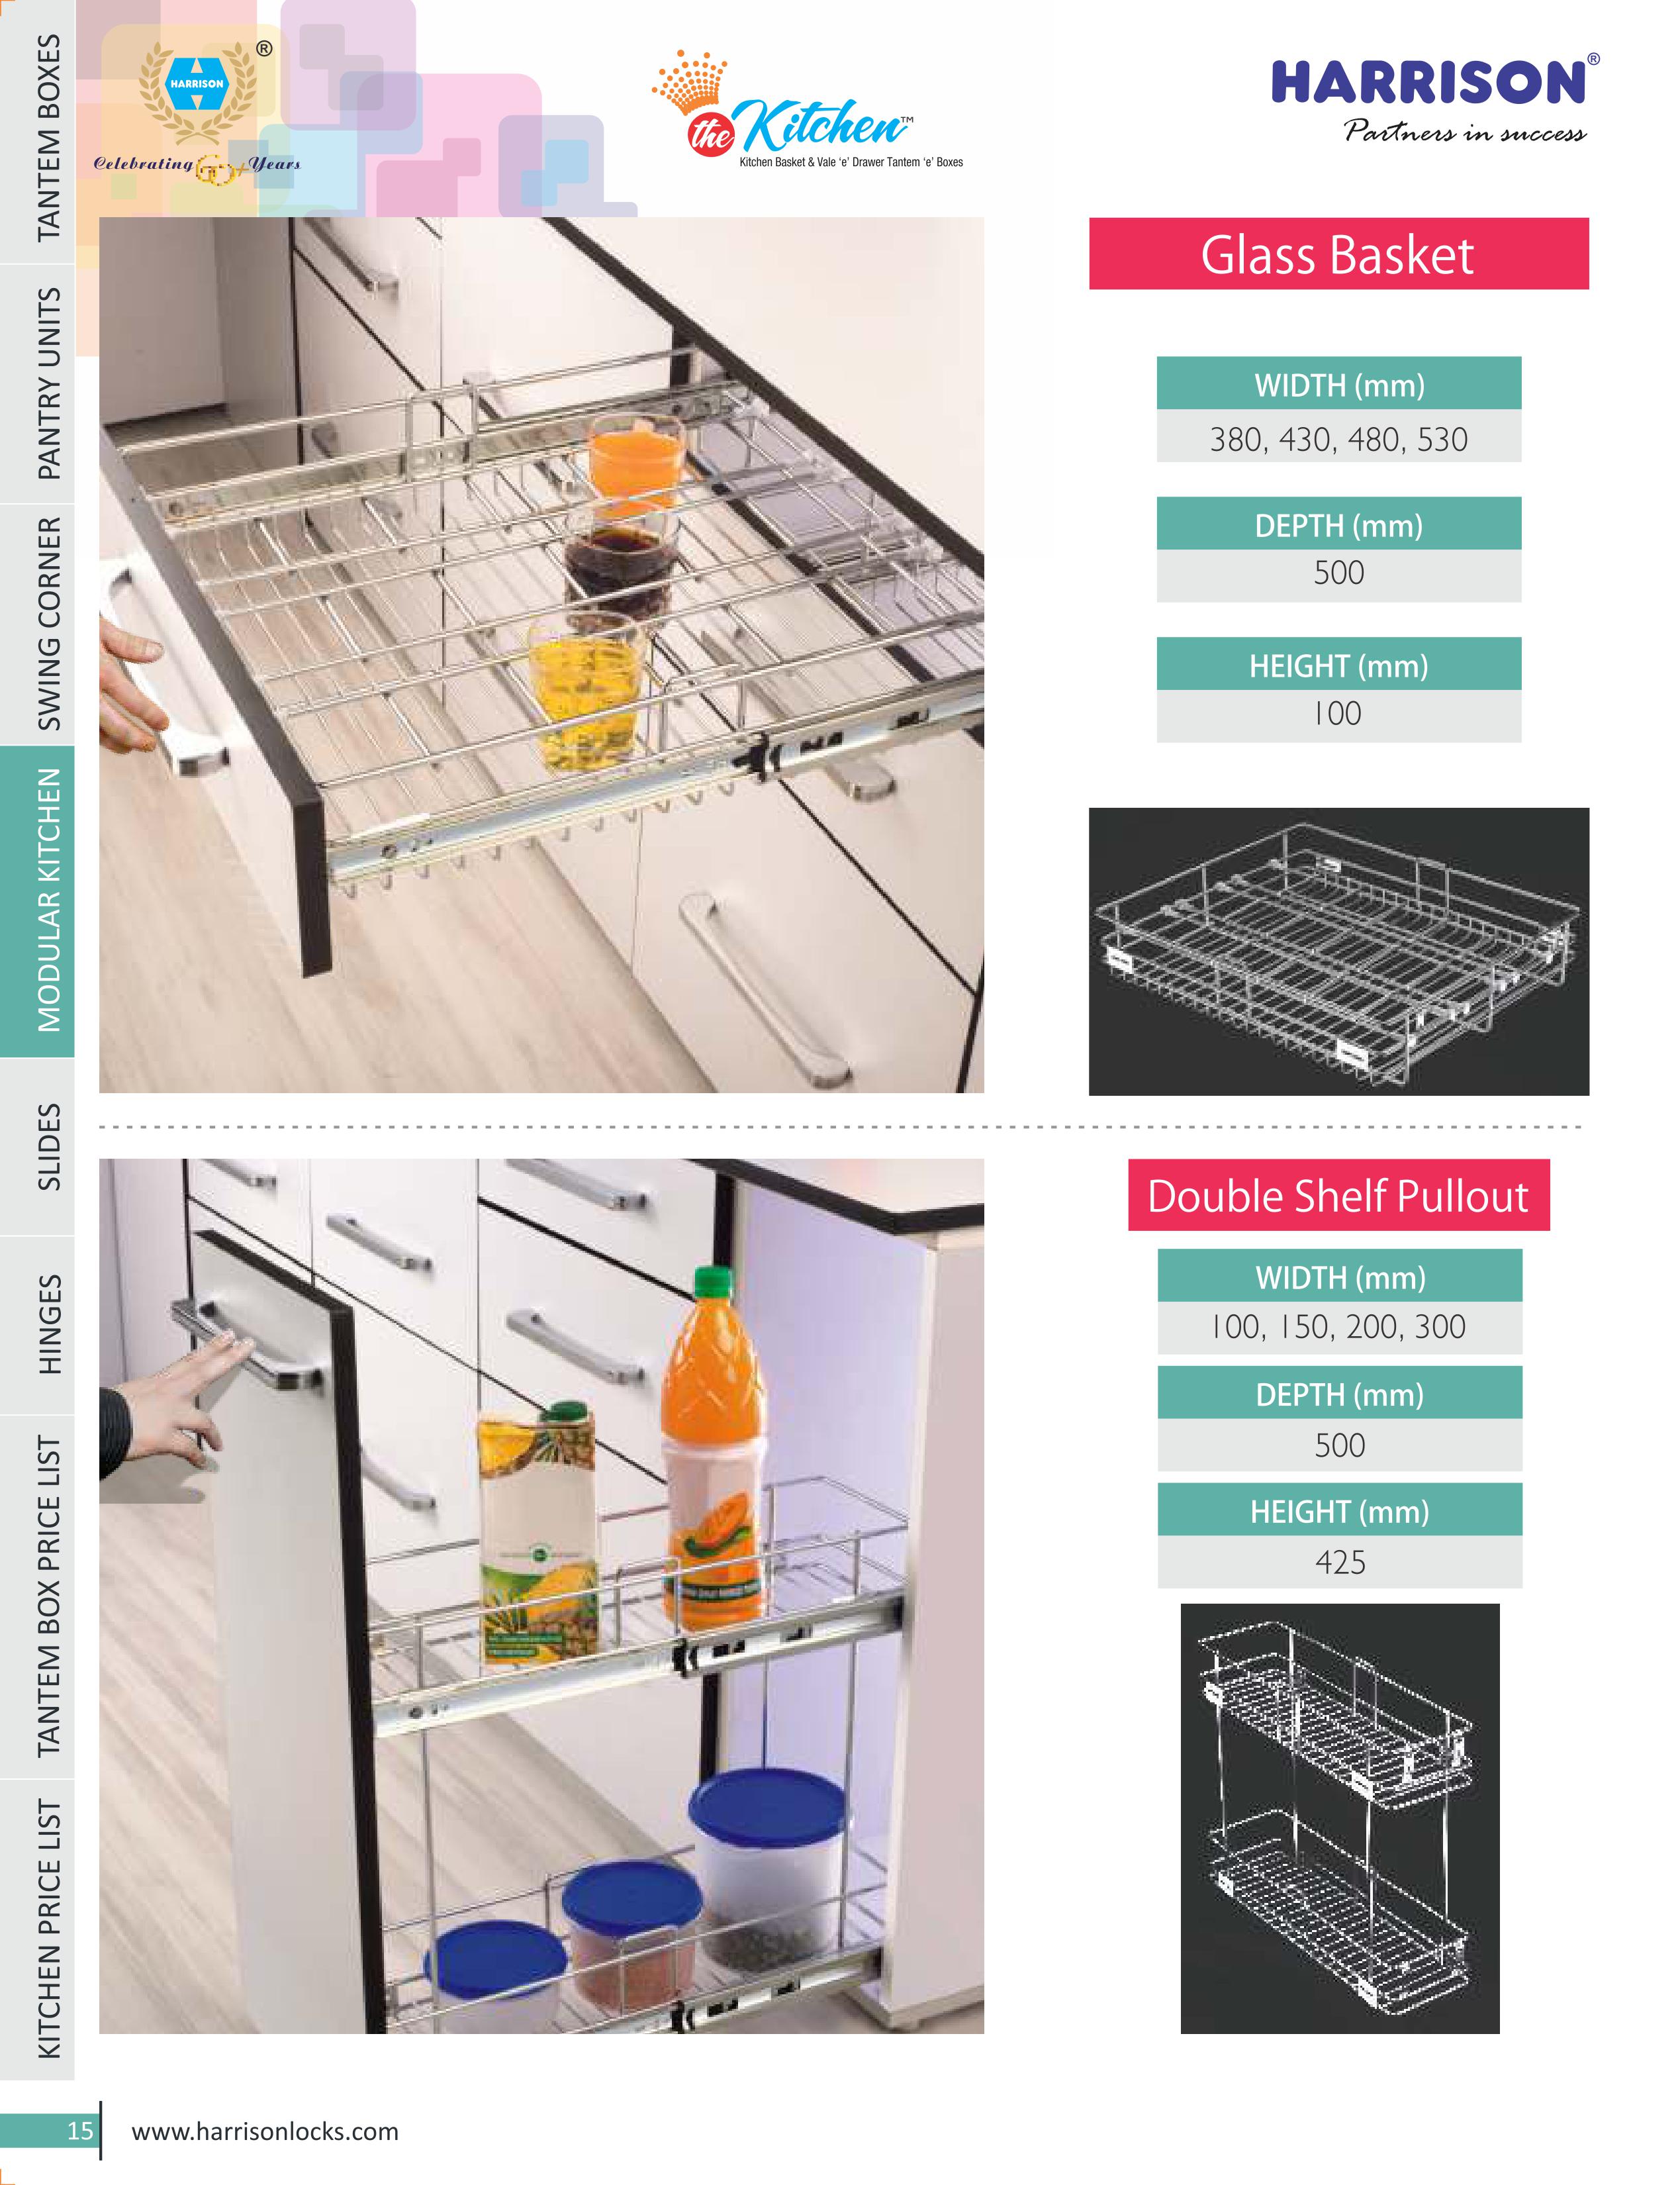 HARRISON
®
Celebrating 60+ Years
the Kitchen™
Kitchen Basket & Vale 'e' Drawer Tantem 'e' Boxes
HARRISON®
Partners in success
TANTEM BOXES
PANTRY UNITS
SWING CORNER
MODULAR KITCHEN
SLIDES
HINGES
TANTEM BOX PRICE LIST
KITCHEN PRICE LIST
Glass Basket
WIDTH (mm)
380, 430, 480, 530
DEPTH (mm)
500
HEIGHT (mm)
100
Double Shelf Pullout
WIDTH (mm)
100, 150, 200, 300
DEPTH (mm)
500
HEIGHT (mm)
425
15
www.harrisonlocks.com